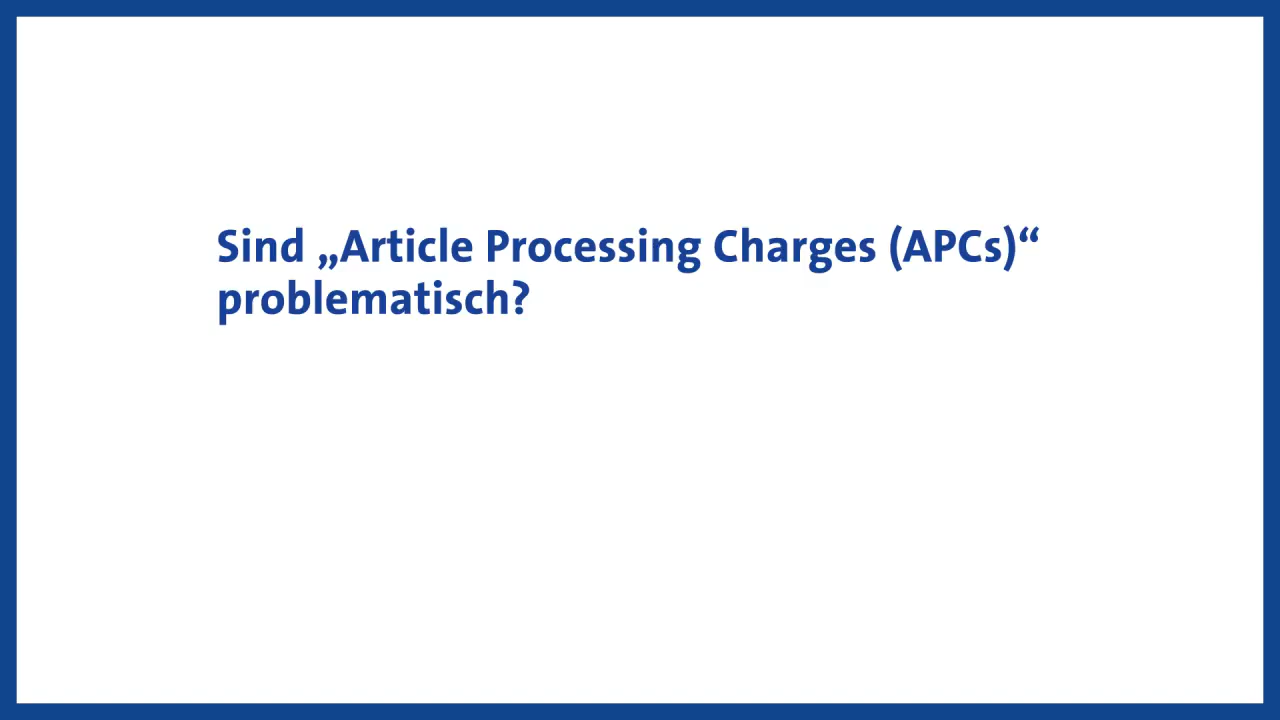 Sind „Article Processing Charges (APCs)“
problematisch?